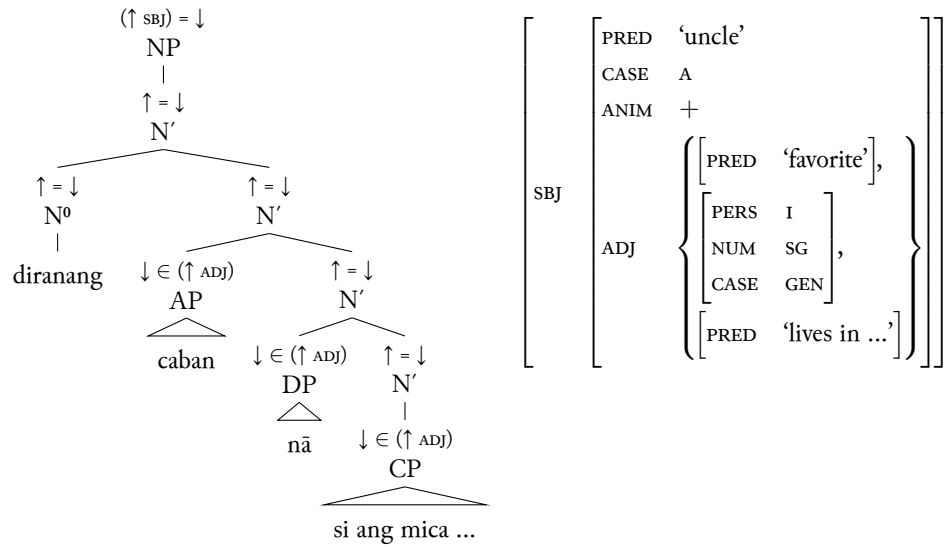 (↑ SBJ) = ↓
NP
↑ = ↓
N′
↑ = ↓ ↑ = ↓
N⁰ N′
diranang
↓ ∈ (↑ ADJ) ↑ = ↓
AP N′
caban
↓ ∈ (↑ ADJ) ↑ = ↓
DP N′
nā
↓ ∈ (↑ ADJ)
CP
si ang mica ...
SBJ
PRED ‘uncle’
CASE A
ANIM +
ADJ
PRED ‘favorite’ ,
PERS I
NUM SG ,
CASE GEN
PRED ‘lives in ...’